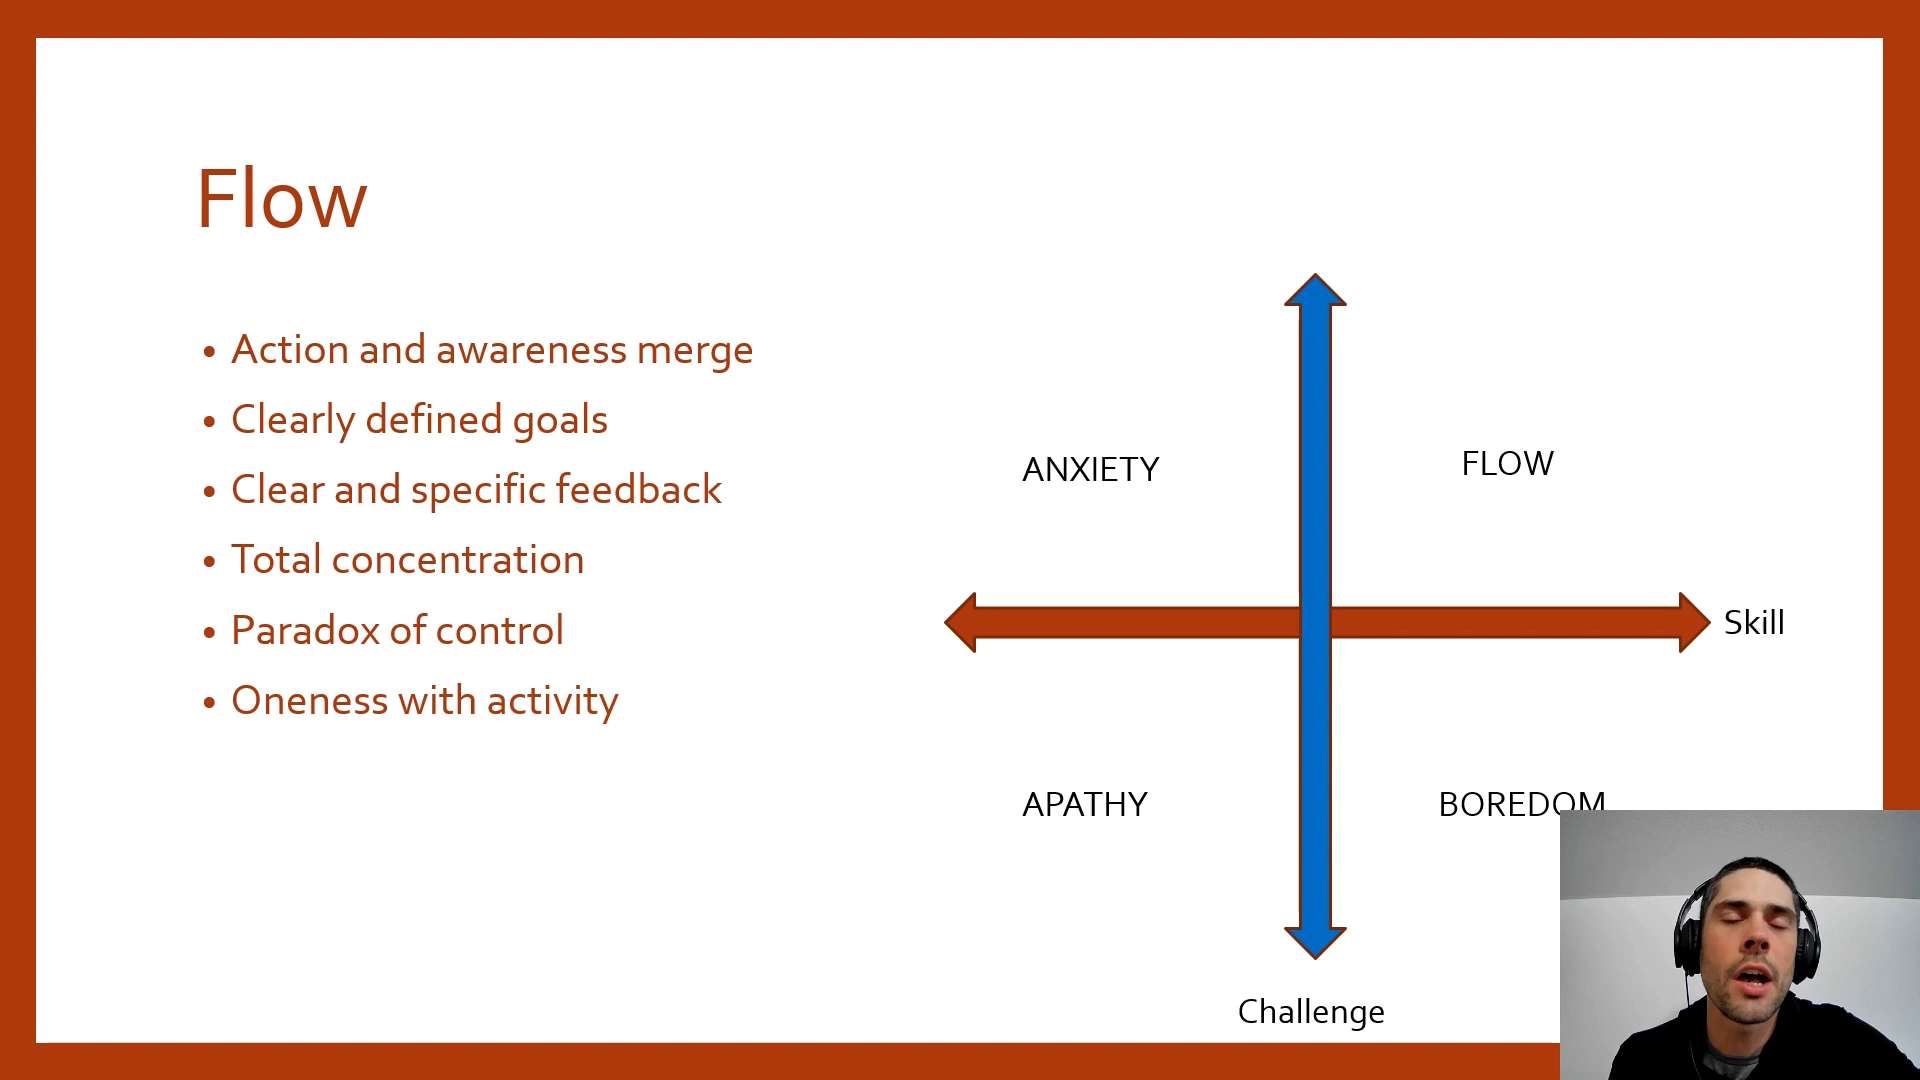 Flow
• Action and awareness merge
• Clearly defined goals
• Clear and specific feedback
• Total concentration
• Paradox of control
• Oneness with activity
ANXIETY
FLOW
Skill
APATHY
BOREDOM
Challenge